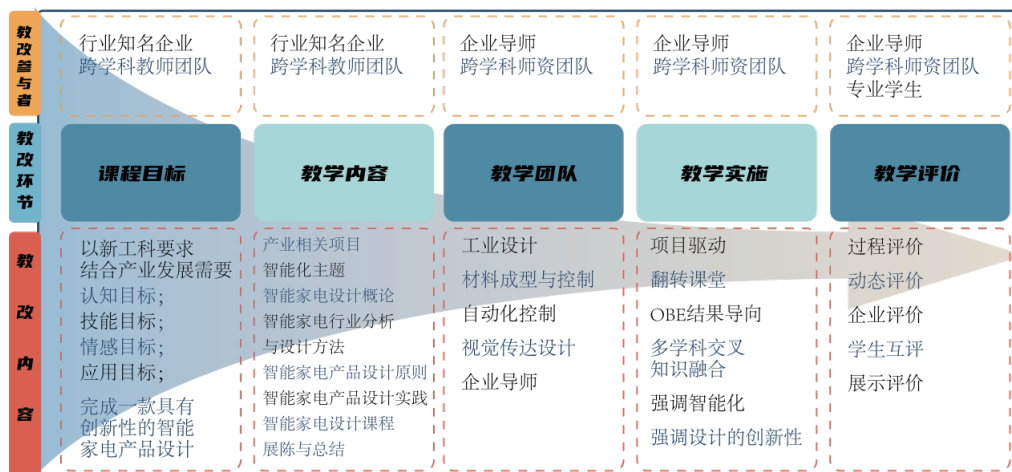 教改参与者
行业知名企业
跨学科教师团队
行业知名企业
跨学科教师团队
企业导师
跨学科师资团队
企业导师
跨学科师资团队
企业导师
跨学科师资团队
专业学生
教改环节
课程目标
教学内容
教学团队
教学实施
教学评价
教改内容
以新工科要求
结合产业发展需要
认知目标；
技能目标；
情感目标；
应用目标；
完成一款具有
创新性的智能
家电产品设计
产业相关项目
智能化主题
智能家电设计概论
智能家电行业分析
与设计方法
智能家电产品设计原则
智能家电产品设计实践
智能家电设计课程
展陈与总结
工业设计
材料成型与控制
自动化控制
视觉传达设计
企业导师
项目驱动
翻转课堂
OBE结果导向
多学科交叉
知识融合
强调智能化
强调设计的创新性
过程评价
动态评价
企业评价
学生互评
展示评价